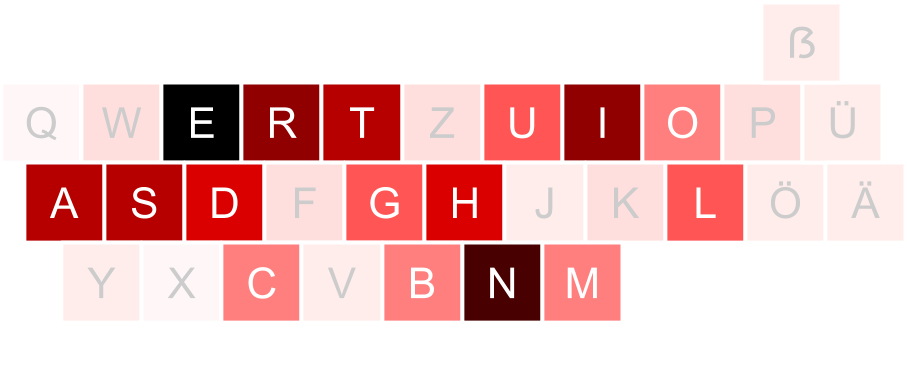 ß
Q W E R T Z U I O P Ü
A S D F G H J K L Ö Ä
Y X C V B N M